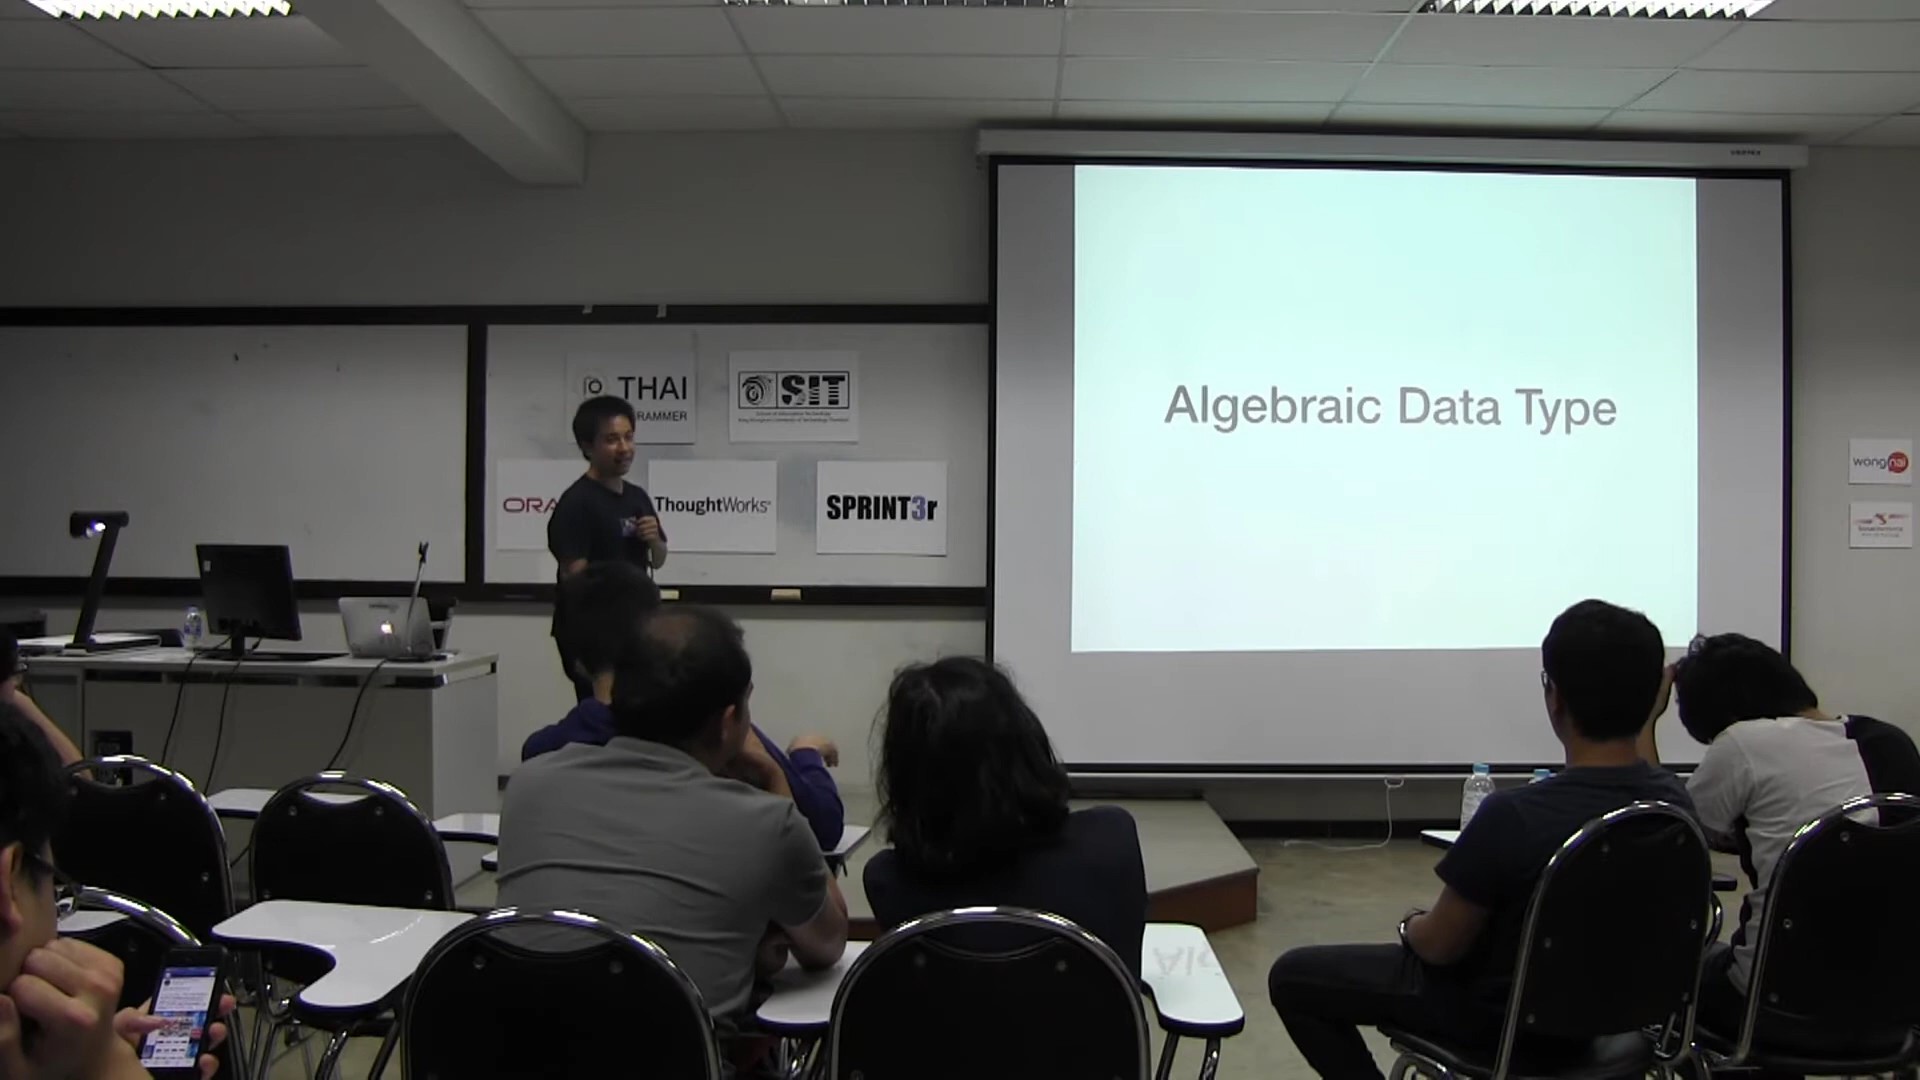 Algebraic Data Type
THAI
RAMMER
SIT
ORA
ThoughtWorks
SPRINT3r
wongnai